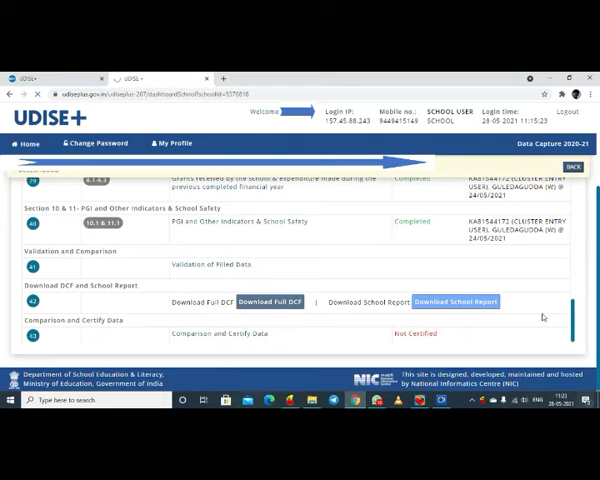 UDISE+
UDISE+
udiseplus.gov.in/udiseplus-207/dashboardSchool?schoolId=5576818
UDISE+
Welcome
Login IP:
157.45.88.243
Mobile no.:
9449415149
SCHOOL USER
SCHOOL
Login time:
28-05-2021 11:15:23
Logout
Home
Change Password
My Profile
Data Capture 2020-21
BACK
39
9.1-9.3
Grants received by the school & expenditure made during the
previous completed financial year
Completed
KA81544172 (CLUSTER ENTRY
USER), GULEDAGUDDA (W) @
24/05/2021
Section 10 & 11- PGI and Other Indicators & School Safety
40
10.1 & 11.1
PGI and Other Indicators & School Safety
Completed
KA81544172 (CLUSTER ENTRY
USER), GULEDAGUDDA (W) @
24/05/2021
Validation and Comparison
41
Validation of Filled Data
Download DCF and School Report
42
Download Full DCF Download Full DCF | Download School Report Download School Report
Comparison and Certify Data
43
Comparison and Certify Data
Not Certified
Department of School Education & Literacy,
Ministry of Education, Government of India
NIC
This site is designed, developed, maintained and hosted
by National Informatics Centre (NIC)
Type here to search
ENG
11:23
28-05-2021